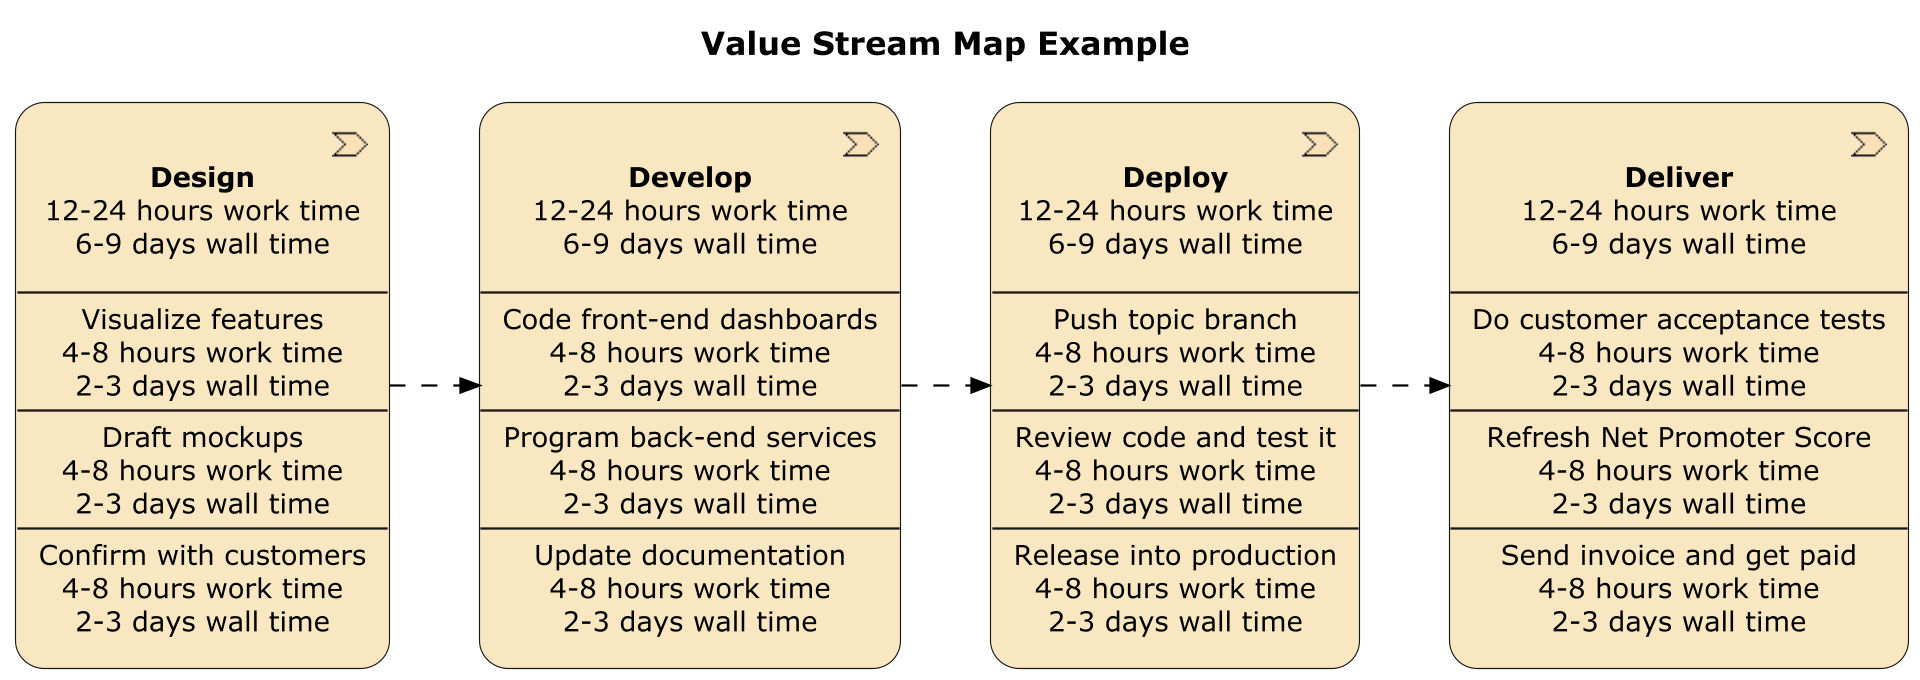 Value Stream Map Example
Design
12-24 hours work time
6-9 days wall time
Visualize features
4-8 hours work time
2-3 days wall time
Draft mockups
4-8 hours work time
2-3 days wall time
Confirm with customers
4-8 hours work time
2-3 days wall time
Develop
12-24 hours work time
6-9 days wall time
Code front-end dashboards
4-8 hours work time
2-3 days wall time
Program back-end services
4-8 hours work time
2-3 days wall time
Update documentation
4-8 hours work time
2-3 days wall time
Deploy
12-24 hours work time
6-9 days wall time
Push topic branch
4-8 hours work time
2-3 days wall time
Review code and test it
4-8 hours work time
2-3 days wall time
Release into production
4-8 hours work time
2-3 days wall time
Deliver
12-24 hours work time
6-9 days wall time
Do customer acceptance tests
4-8 hours work time
2-3 days wall time
Refresh Net Promoter Score
4-8 hours work time
2-3 days wall time
Send invoice and get paid
4-8 hours work time
2-3 days wall time